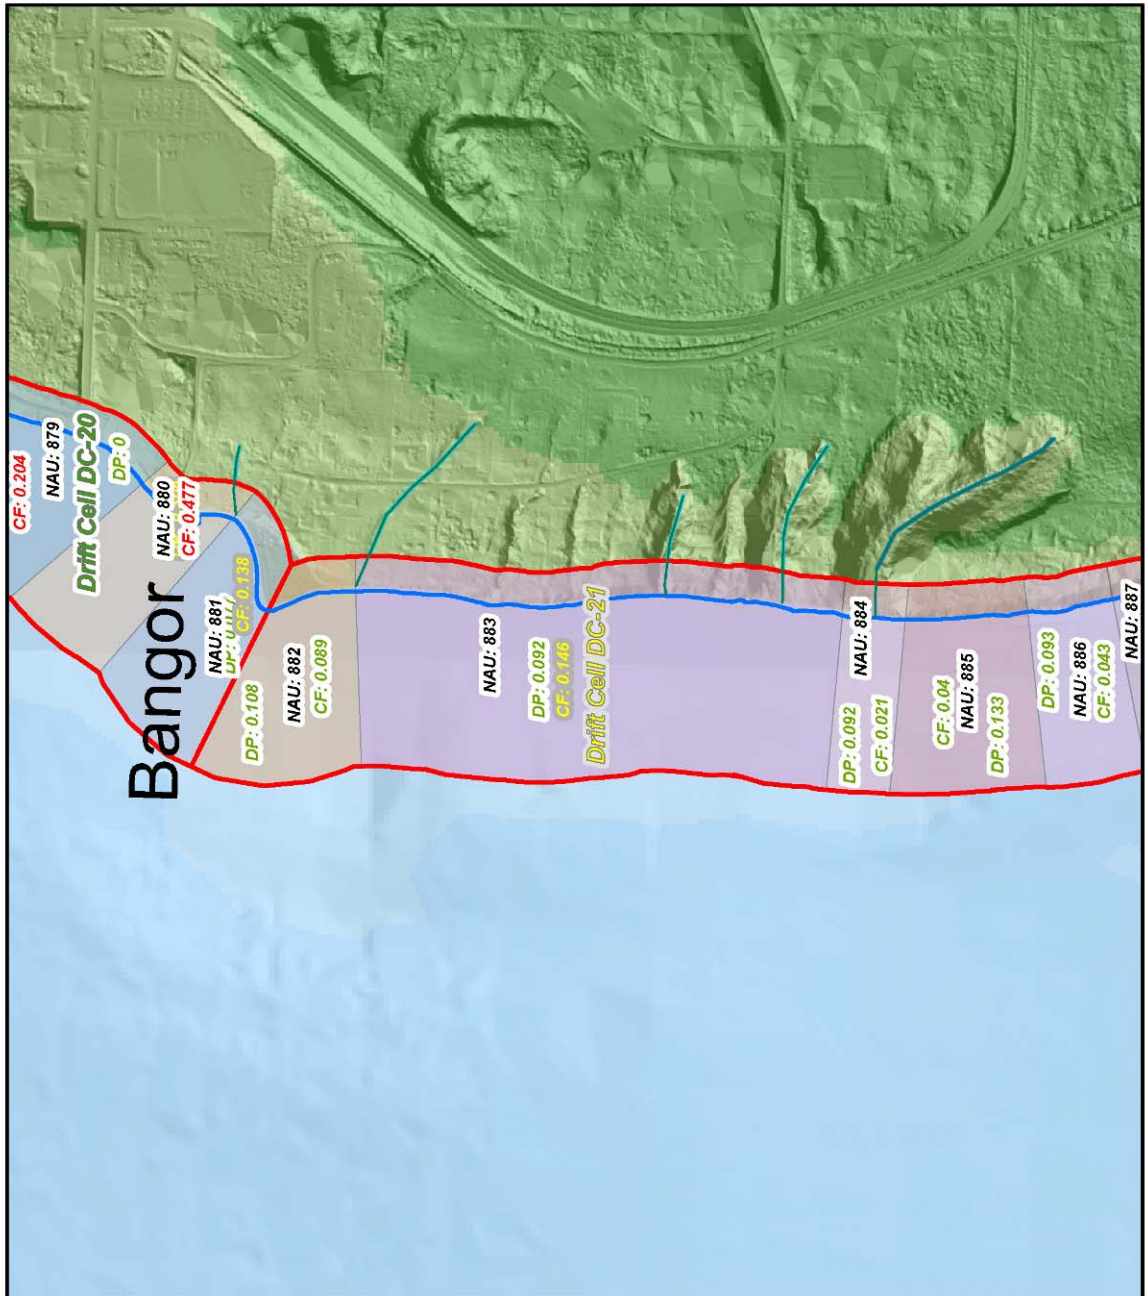 CF: 0.204
NAU: 879
Drift Cell DC-20
DP: 0
NAU: 880
CF: 0.477
Bangor
NAU: 881
CF: 0.138
DP: 0.108
NAU: 882
CF: 0.089
NAU: 883
DP: 0.092
CF: 0.146
Drift Cell DC-21
DP: 0.092
NAU: 884
CF: 0.021
CF: 0.04
NAU: 885
DP: 0.133
DP: 0.093
NAU: 886
CF: 0.043
NAU: 887